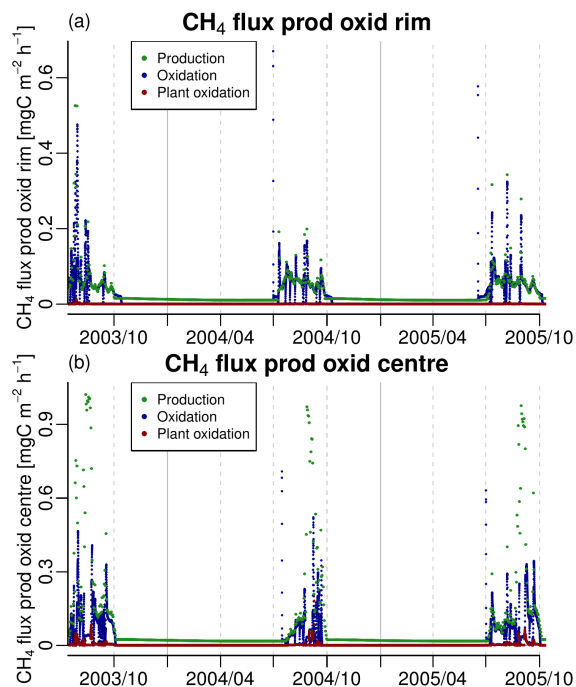 (a) CH₄ flux prod oxid rim
CH₄ flux prod oxid rim [mgC m⁻² h⁻¹]
0.6
0.4
0.2
0
Production
Oxidation
Plant oxidation
2003/10 2004/04 2004/10 2005/04 2005/10
(b) CH₄ flux prod oxid centre
CH₄ flux prod oxid centre [mgC m⁻² h⁻¹]
0.9
0.6
0.3
0
Production
Oxidation
Plant oxidation
2003/10 2004/04 2004/10 2005/04 2005/10